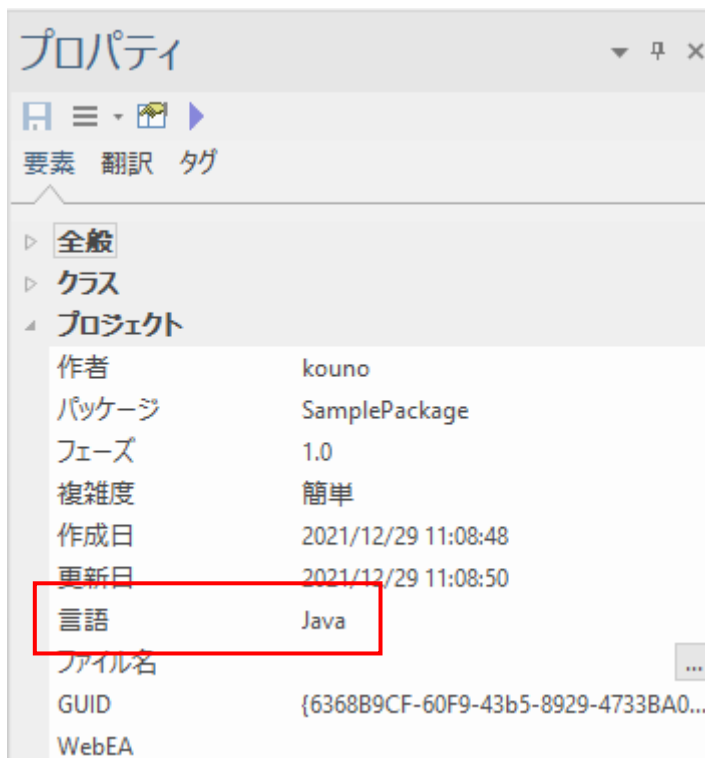 プロパティ
要素 翻訳 タグ
全般
クラス
プロジェクト
作者 kouno
パッケージ SamplePackage
フェーズ 1.0
複雑度 簡単
作成日 2021/12/29 11:08:48
更新日 2021/12/29 11:08:50
言語 Java
ファイル名 ...
GUID {6368B9CF-60F9-43b5-8929-4733BA0...
WebEA